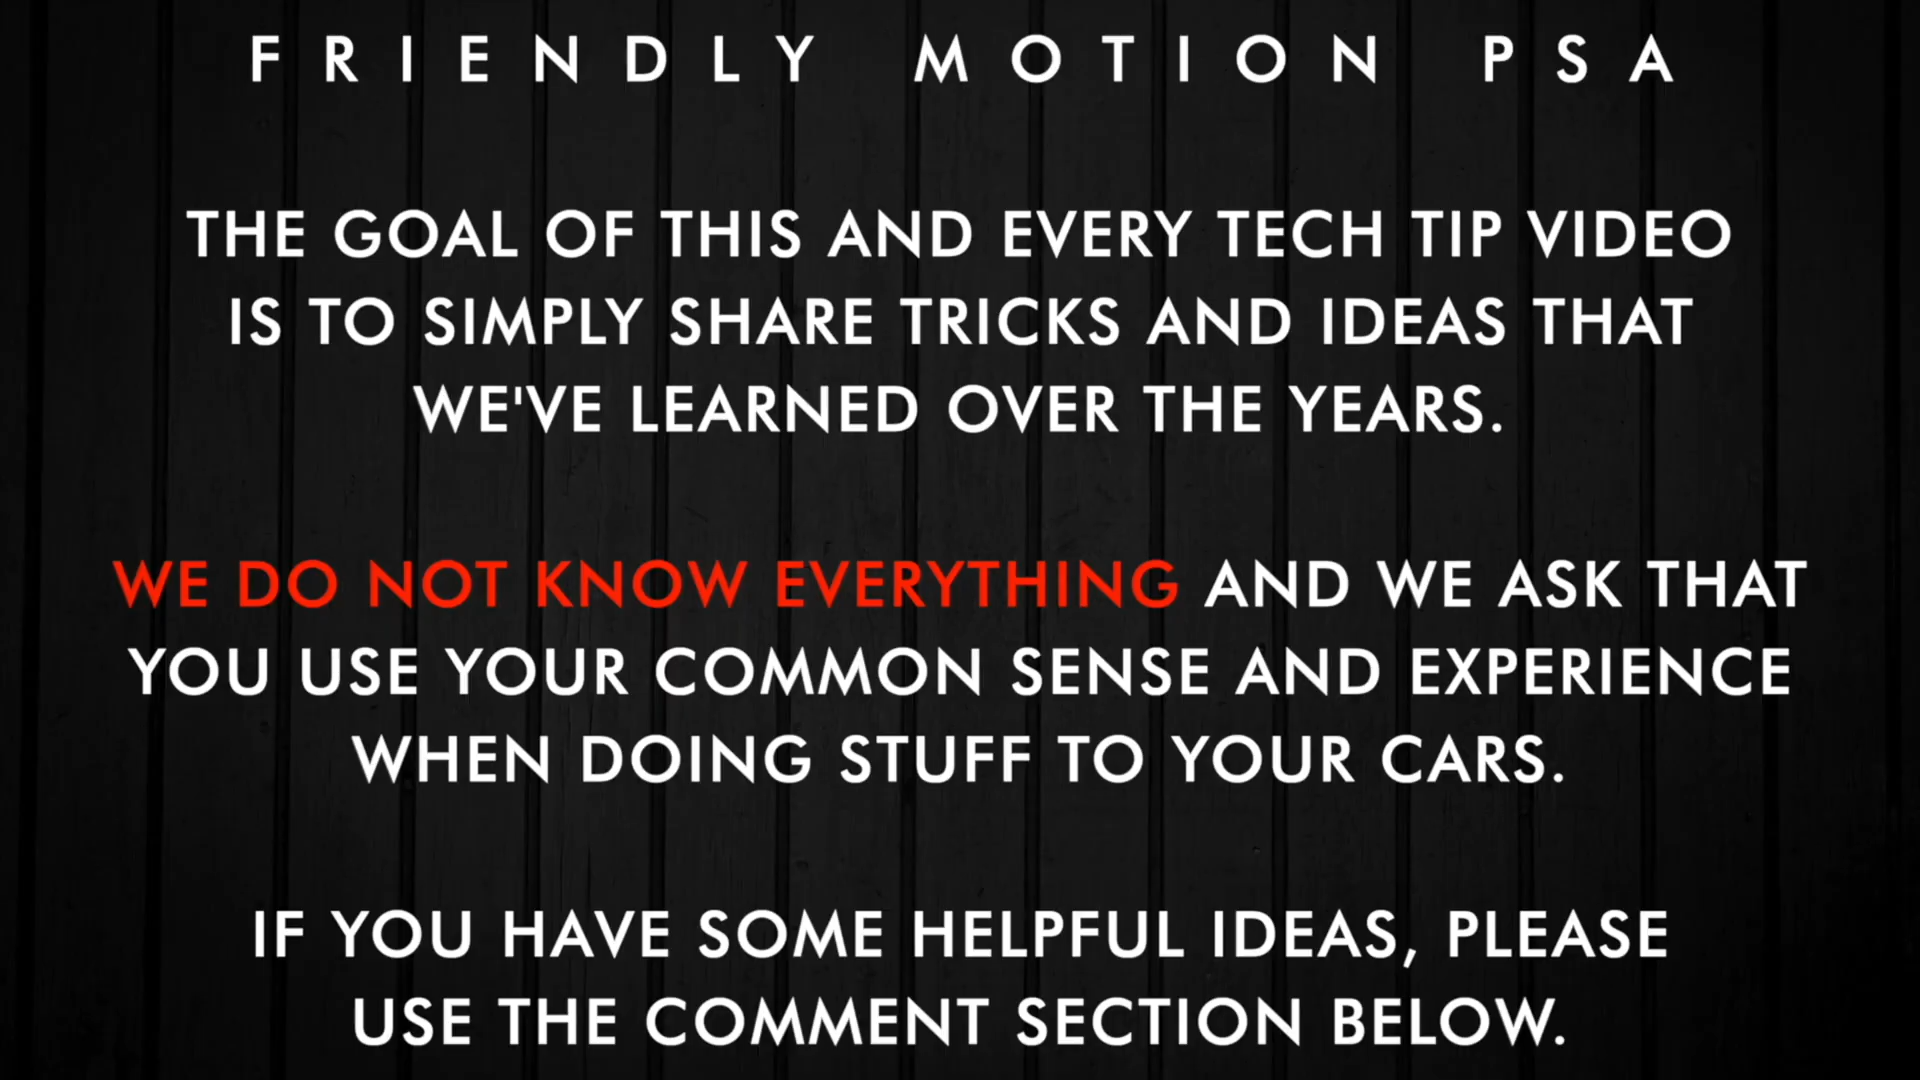 FRIENDLY MOTION PSA
THE GOAL OF THIS AND EVERY TECH TIP VIDEO
IS TO SIMPLY SHARE TRICKS AND IDEAS THAT
WE'VE LEARNED OVER THE YEARS.
WE DO NOT KNOW EVERYTHING AND WE ASK THAT
YOU USE YOUR COMMON SENSE AND EXPERIENCE
WHEN DOING STUFF TO YOUR CARS.
IF YOU HAVE SOME HELPFUL IDEAS, PLEASE
USE THE COMMENT SECTION BELOW.